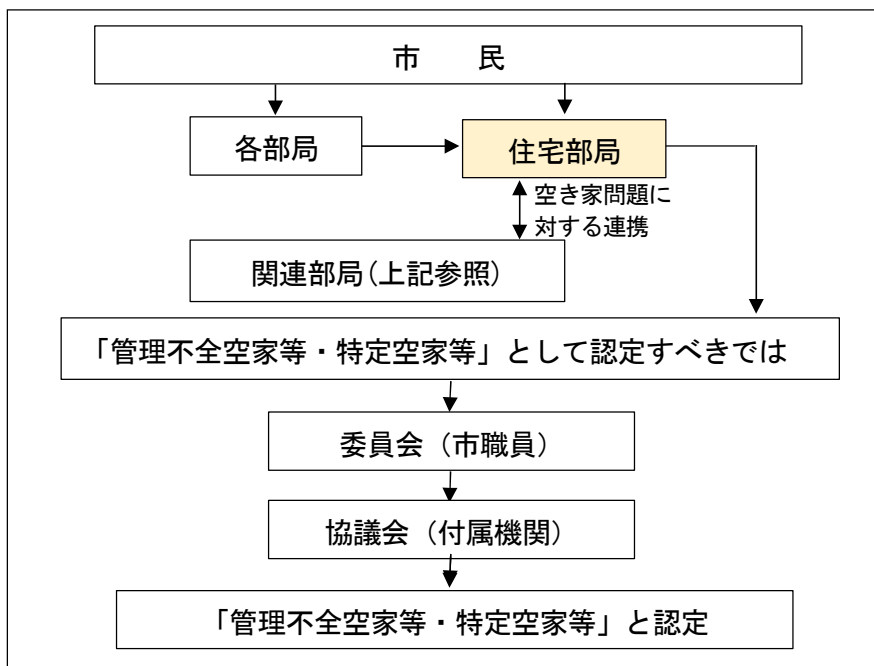 市　　民
各部局
住宅部局
空き家問題に
対する連携
関連部局(上記参照)
「管理不全空家等・特定空家等」として認定すべきでは
委員会（市職員）
協議会（付属機関）
「管理不全空家等・特定空家等」と認定